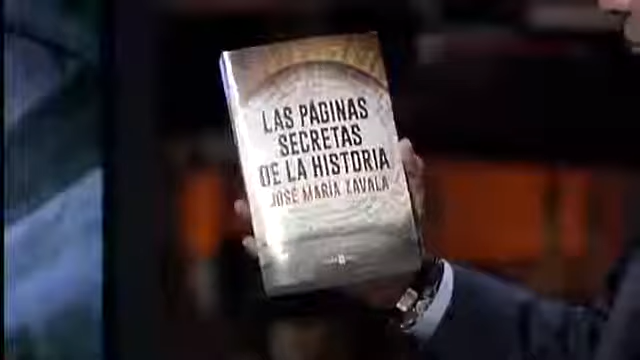 LAS PÁGINAS
SECRETAS
DE LA HISTORIA
JOSÉ MARÍA ZAVALA